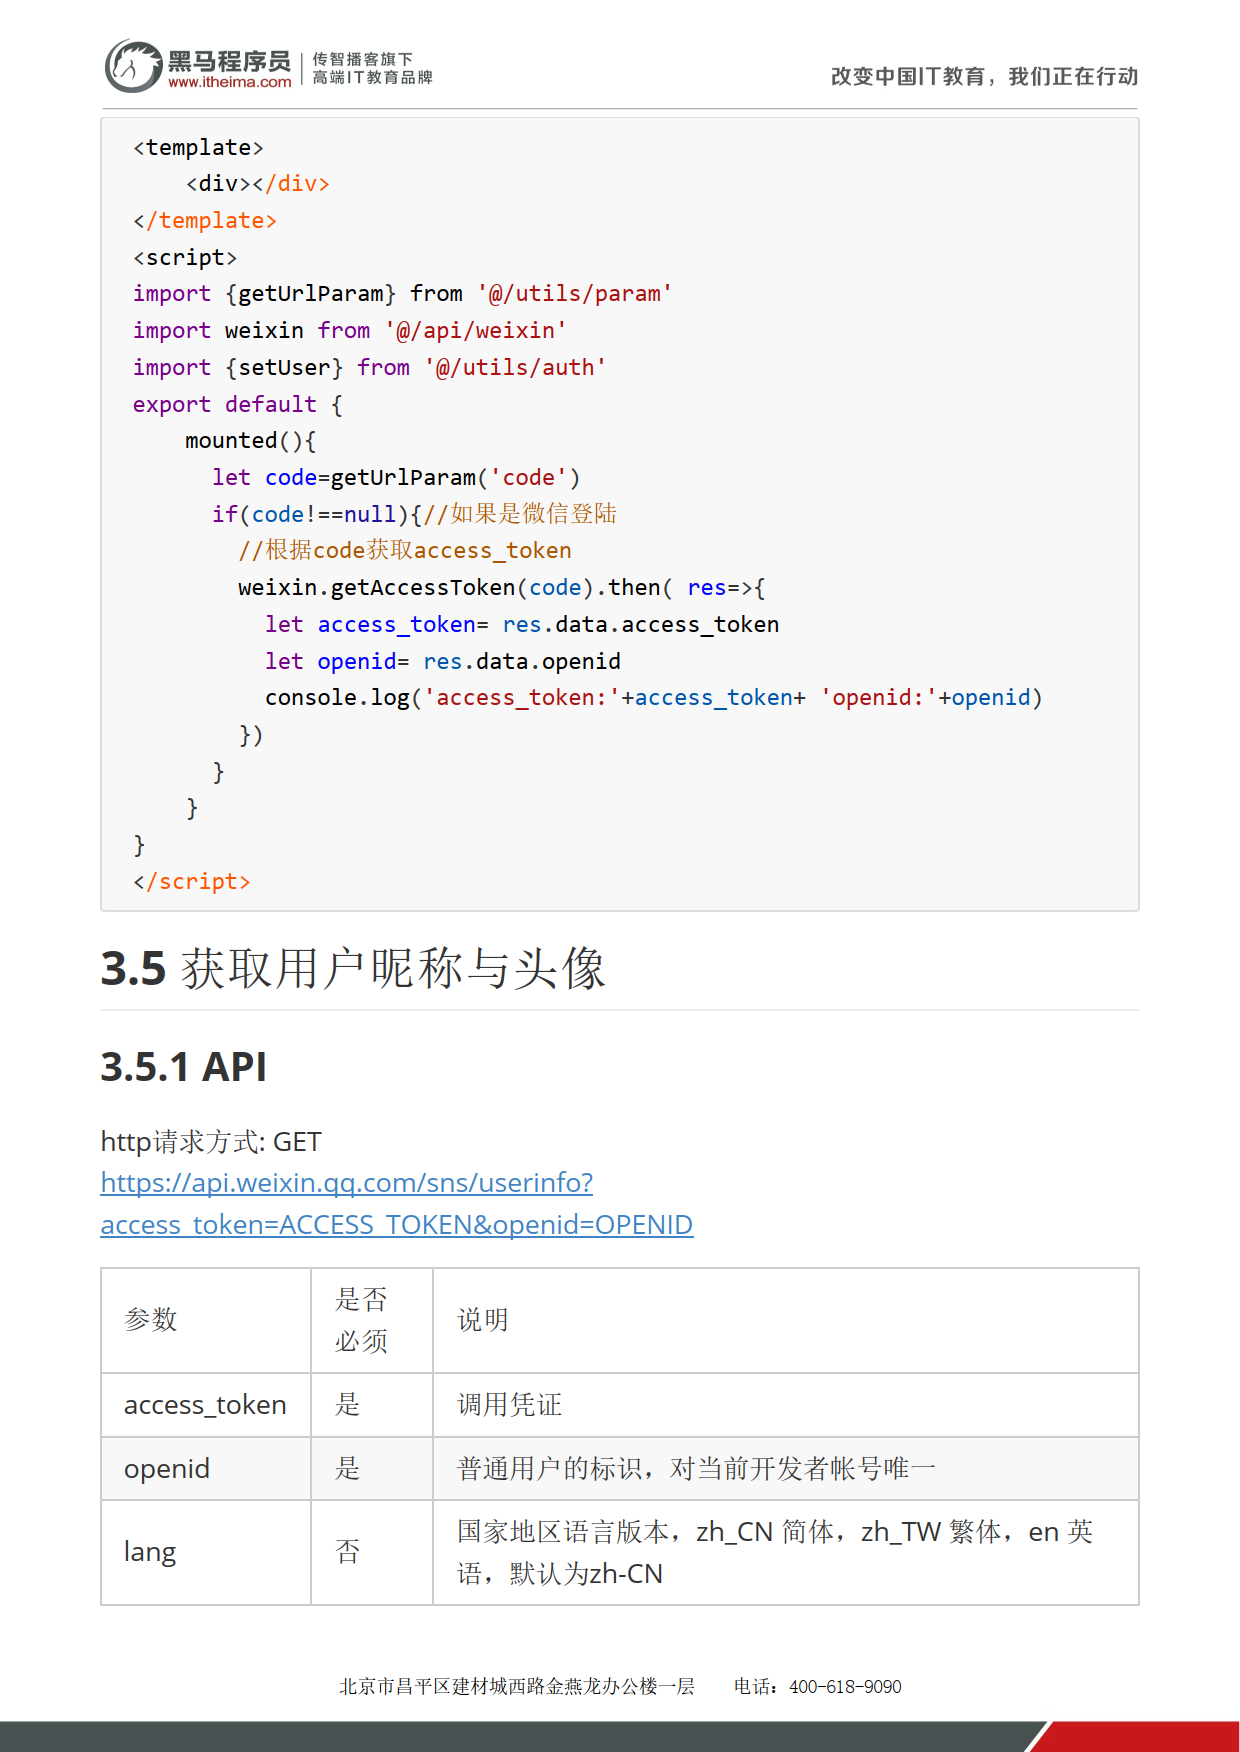 黑马程序员
www.itheima.com
传智播客旗下
高端IT教育品牌
改变中国IT教育，我们正在行动
<template>
    <div></div>
</template>
<script>
import {getUrlParam} from '@/utils/param'
import weixin from '@/api/weixin'
import {setUser} from '@/utils/auth'
export default {
    mounted(){
      let code=getUrlParam('code')
      if(code!==null){//如果是微信登陆
        //根据code获取access_token
        weixin.getAccessToken(code).then( res=>{
          let access_token= res.data.access_token
          let openid= res.data.openid
          console.log('access_token:'+access_token+ 'openid:'+openid)
        })
      }
    }
}
</script>
3.5 获取用户昵称与头像
3.5.1 API
http请求方式: GET
https://api.weixin.qq.com/sns/userinfo?
access_token=ACCESS_TOKEN&openid=OPENID
参数 是否必须 说明
access_token 是 调用凭证
openid 是 普通用户的标识，对当前开发者帐号唯一
lang 否 国家地区语言版本，zh_CN 简体，zh_TW 繁体，en 英
语，默认为zh-CN
北京市昌平区建材城西路金燕龙办公楼一层 电话：400-618-9090